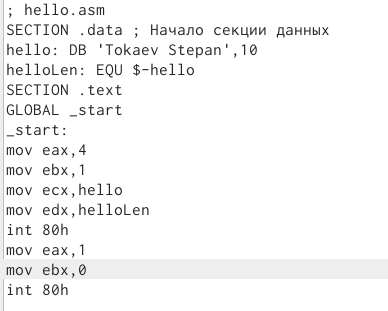 ; hello.asm
SECTION .data ; Начало секции данных
hello: DB 'Tokaev Stepan',10
helloLen: EQU $-hello
SECTION .text
GLOBAL _start
_start:
mov eax,4
mov ebx,1
mov ecx,hello
mov edx,helloLen
int 80h
mov eax,1
mov ebx,0
int 80h